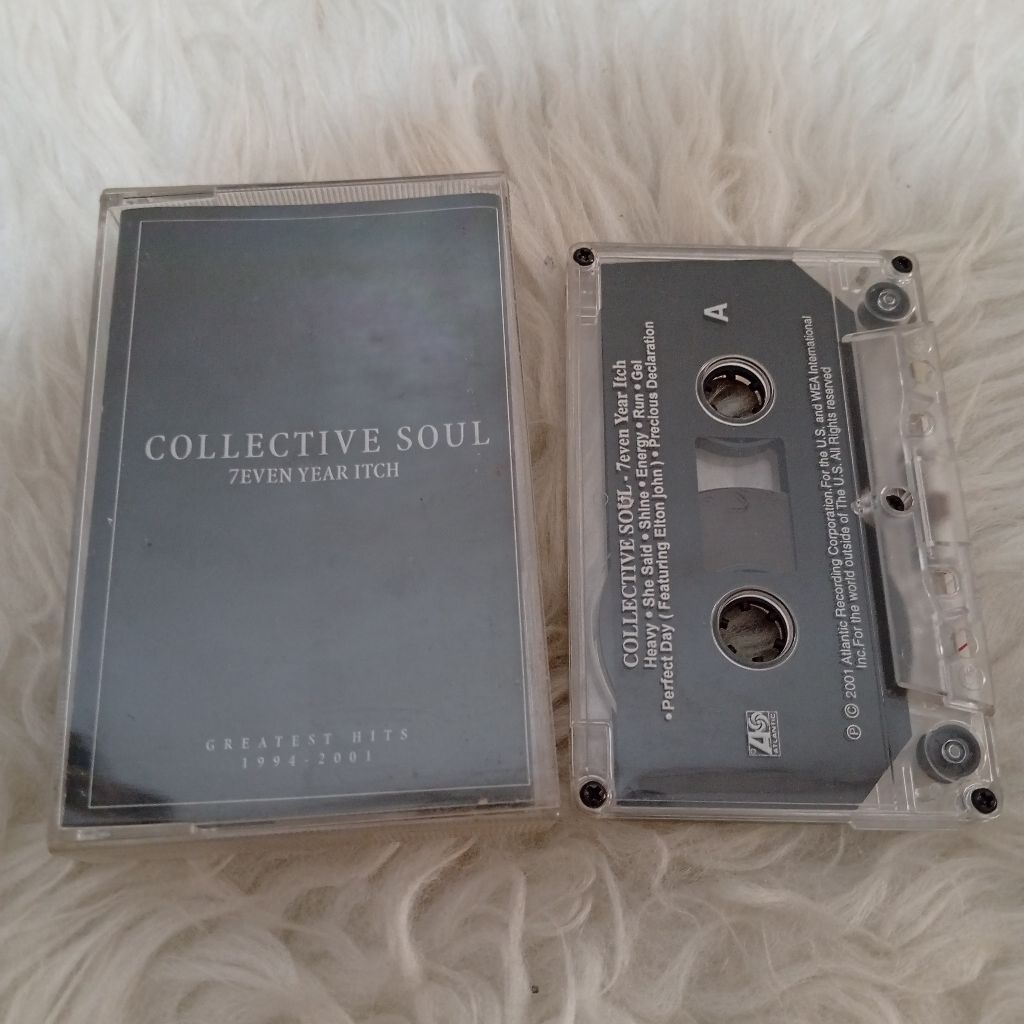 COLLECTIVE SOUL
7EVEN YEAR ITCH
GREATEST HITS
1994-2001
A
COLLECTIVE SOUL - 7even Year Itch
Heavy • She Said • Shine • Energy • Run • Gel
• Perfect Day ( Featuring Elton John ) • Precious Declaration
ATLANTIC
℗ © 2001 Atlantic Recording Corporation.For the U.S. and WEA International
Inc.For the world outside of The U.S. All Rights reserved